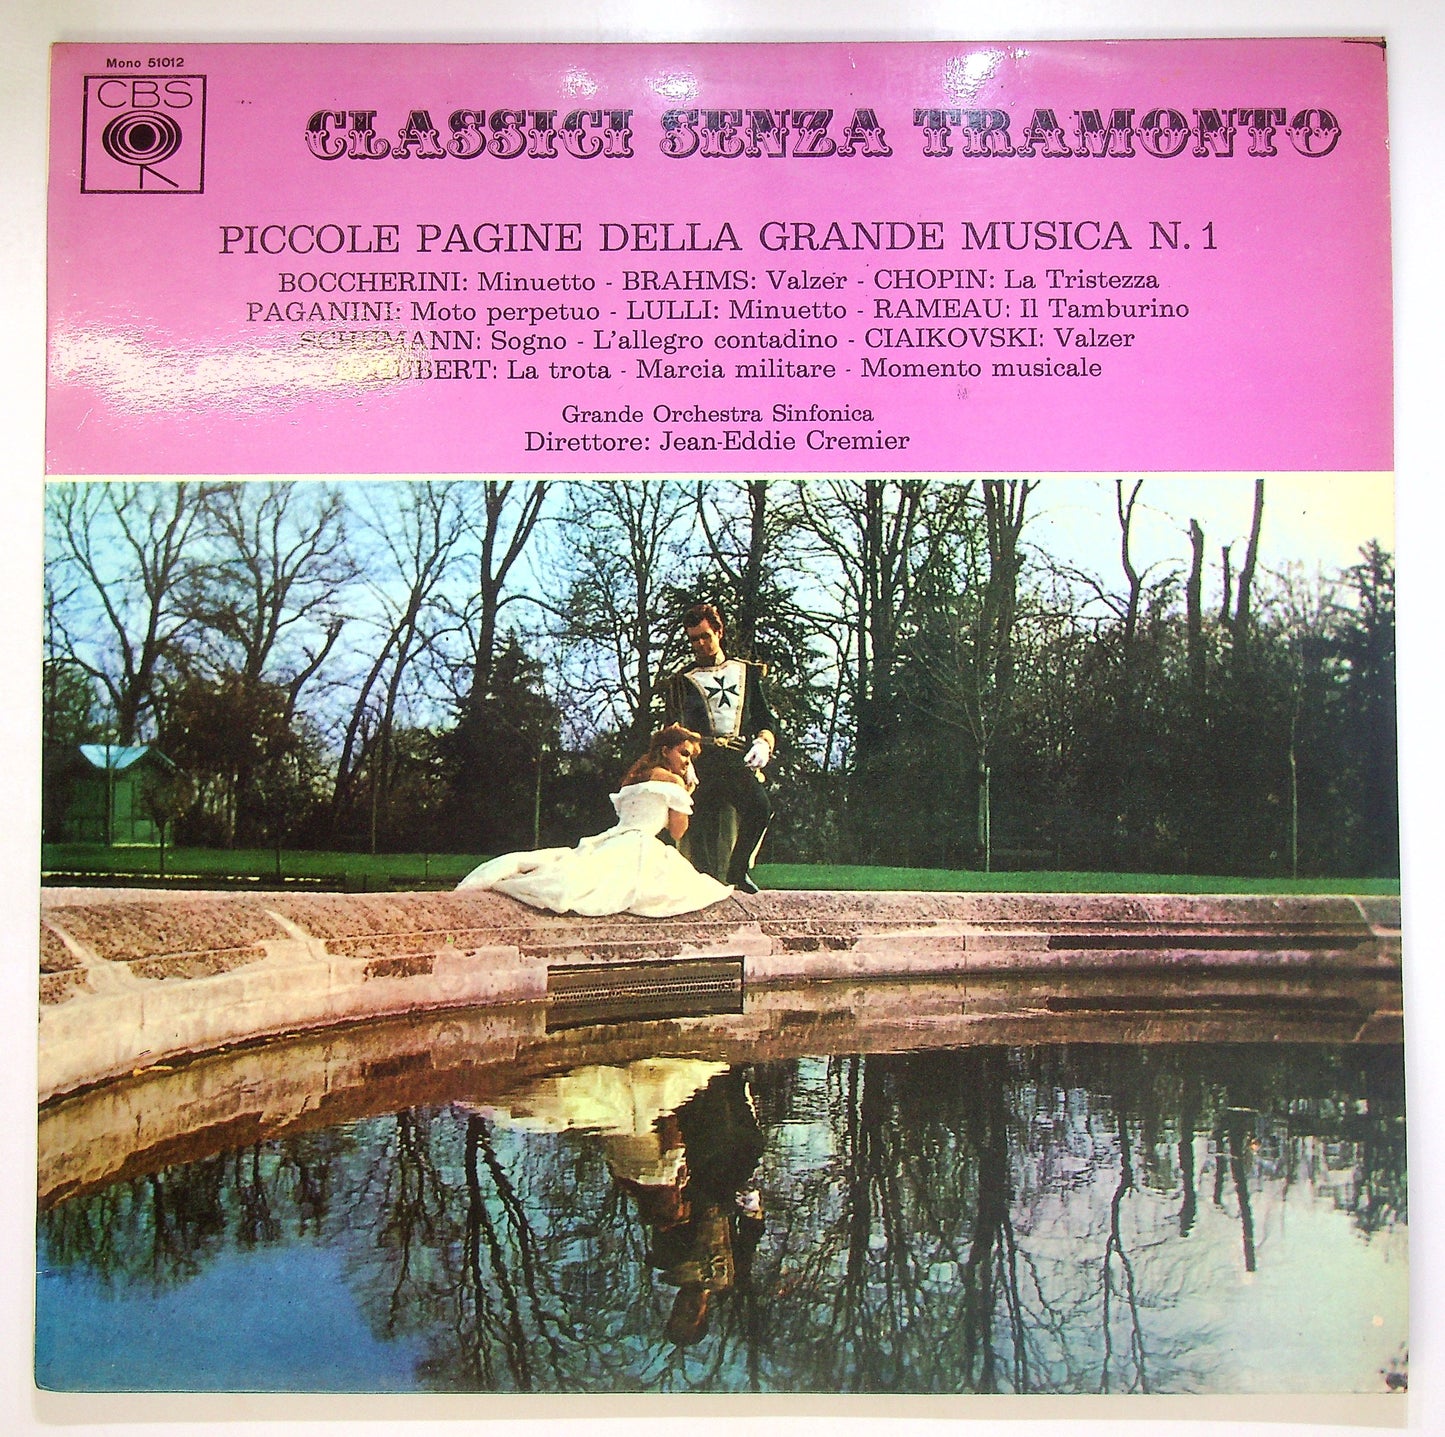 Mono 51012
CBS
CLASSICI SENZA TRAMONTO
PICCOLE PAGINE DELLA GRANDE MUSICA N. 1
BOCCHERINI: Minuetto - BRAHMS: Valzer - CHOPIN: La Tristezza
PAGANINI: Moto perpetuo - LULLI: Minuetto - RAMEAU: Il Tamburino
SCHUMANN: Sogno - L'allegro contadino - CIAIKOVSKI: Valzer
SCHUBERT: La trota - Marcia militare - Momento musicale
Grande Orchestra Sinfonica
Direttore: Jean-Eddie Cremier